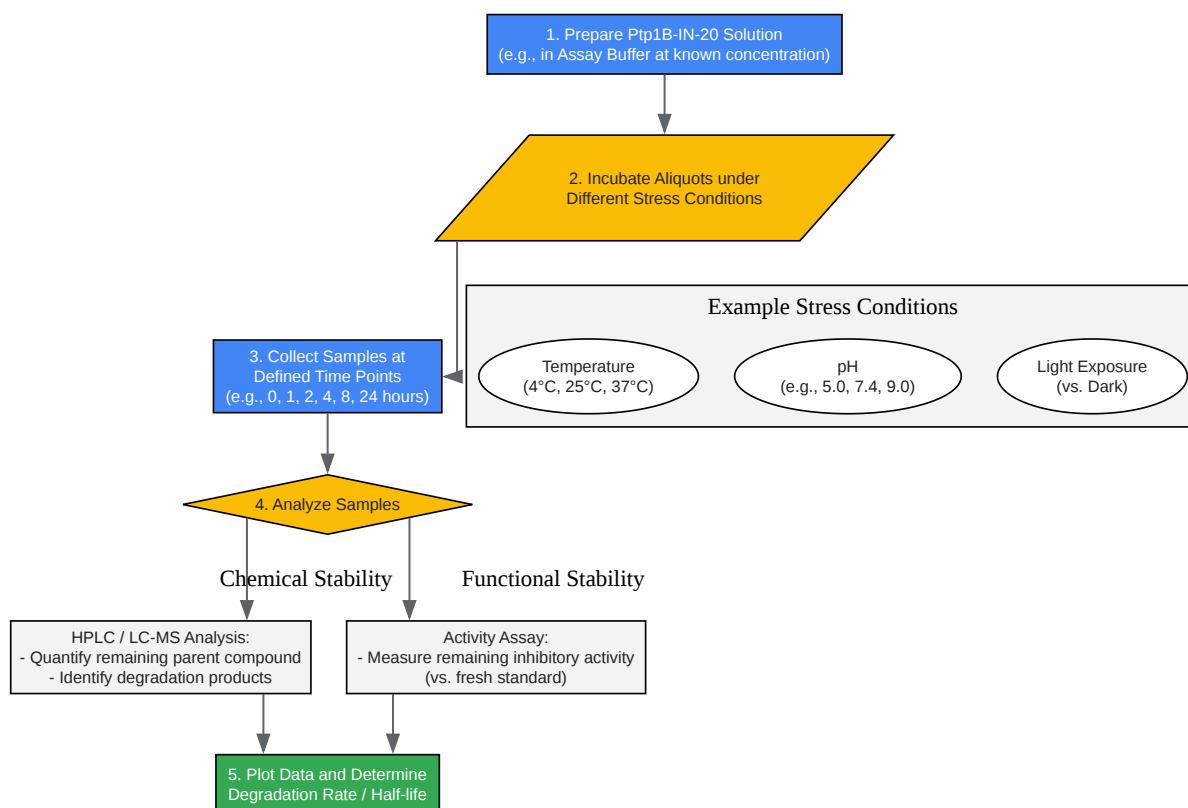 1. Prepare Ptp1B-IN-20 Solution
(e.g., in Assay Buffer at known concentration)
2. Incubate Aliquots under
Different Stress Conditions
Example Stress Conditions
Temperature
(4°C, 25°C, 37°C)
pH
(e.g., 5.0, 7.4, 9.0)
Light Exposure
(vs. Dark)
3. Collect Samples at
Defined Time Points
(e.g., 0, 1, 2, 4, 8, 24 hours)
4. Analyze Samples
Chemical Stability
Functional Stability
HPLC / LC-MS Analysis:
- Quantify remaining parent compound
- Identify degradation products
Activity Assay:
- Measure remaining inhibitory activity
(vs. fresh standard)
5. Plot Data and Determine
Degradation Rate / Half-life